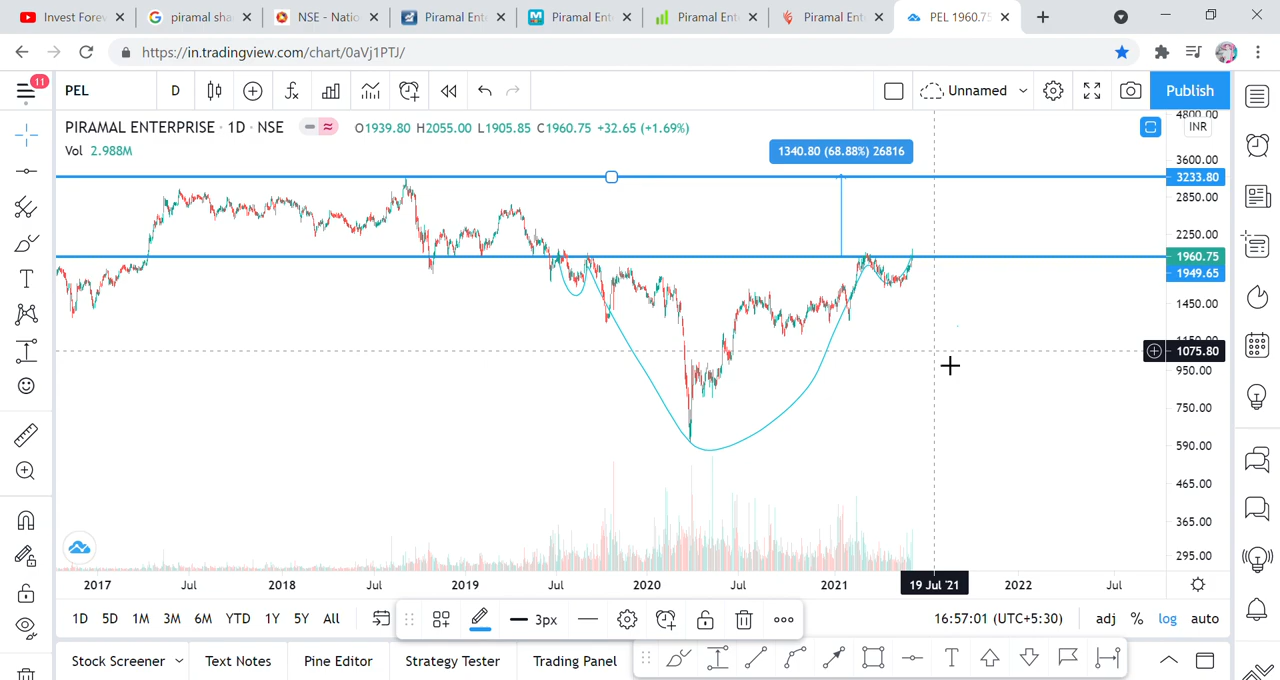 Invest Forev
piramal sha
NSE - Natio
Piramal Ente
Piramal Ent
Piramal Ent
Piramal Ent
PEL 1960.75
https://in.tradingview.com/chart/0aVj1PTJ/
11
PEL
D
Unnamed
Publish
PIRAMAL ENTERPRISE · 1D · NSE
O1939.80 H2055.00 L1905.85 C1960.75 +32.65 (+1.69%)
Vol 2.988M
1340.80 (68.88%) 26816
4800.00
INR
3600.00
3233.80
2850.00
2250.00
1960.75
1949.65
1450.00
1150.00
1075.80
950.00
750.00
590.00
465.00
365.00
295.00
2017 Jul 2018 Jul 2019 Jul 2020 Jul 2021 19 Jul '21 2022 Jul
1D 5D 1M 3M 6M YTD 1Y 5Y All
3px
16:57:01 (UTC+5:30)
adj % log auto
Stock Screener Text Notes Pine Editor Strategy Tester Trading Panel
T